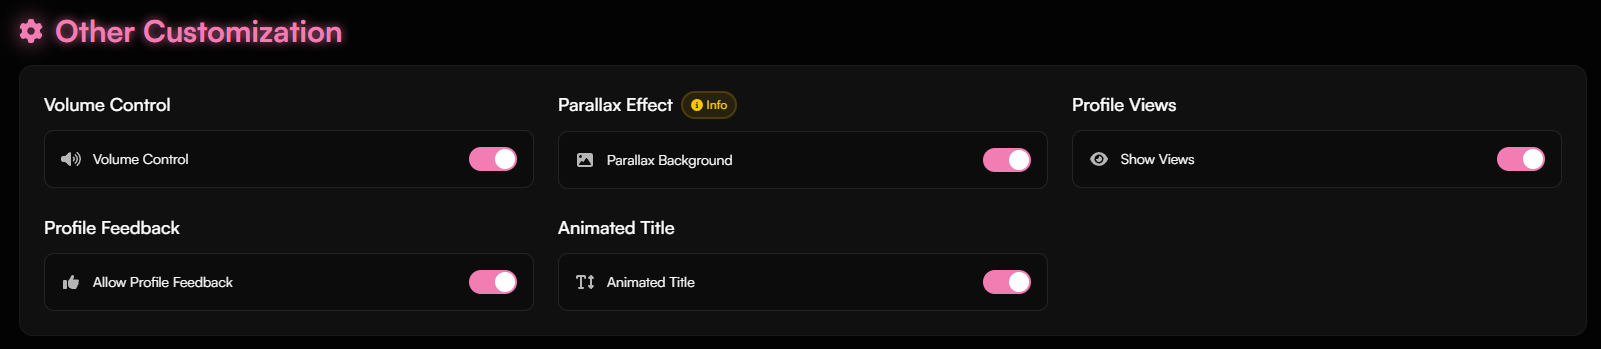 Other Customization
Volume Control
Volume Control
Parallax Effect Info
Parallax Background
Profile Views
Show Views
Profile Feedback
Allow Profile Feedback
Animated Title
Animated Title